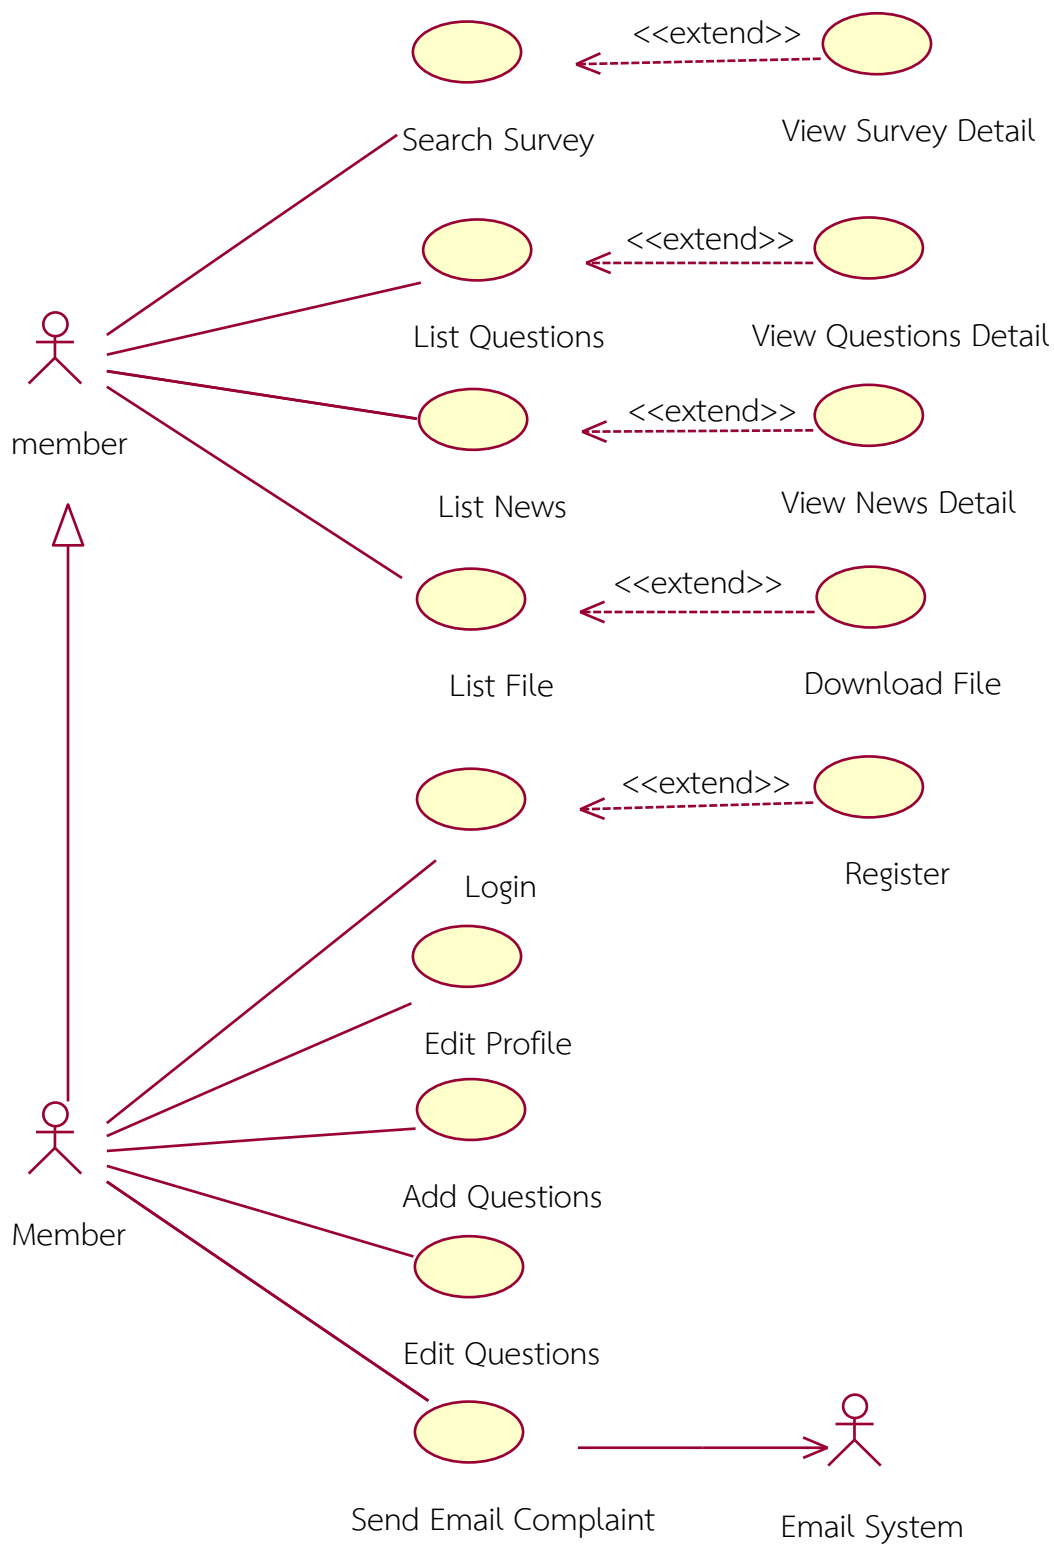 <<extend>>
Search Survey
View Survey Detail
<<extend>>
List Questions
View Questions Detail
<<extend>>
member
List News
View News Detail
<<extend>>
List File
Download File
<<extend>>
Login
Register
Edit Profile
Add Questions
Member
Edit Questions
Send Email Complaint
Email System